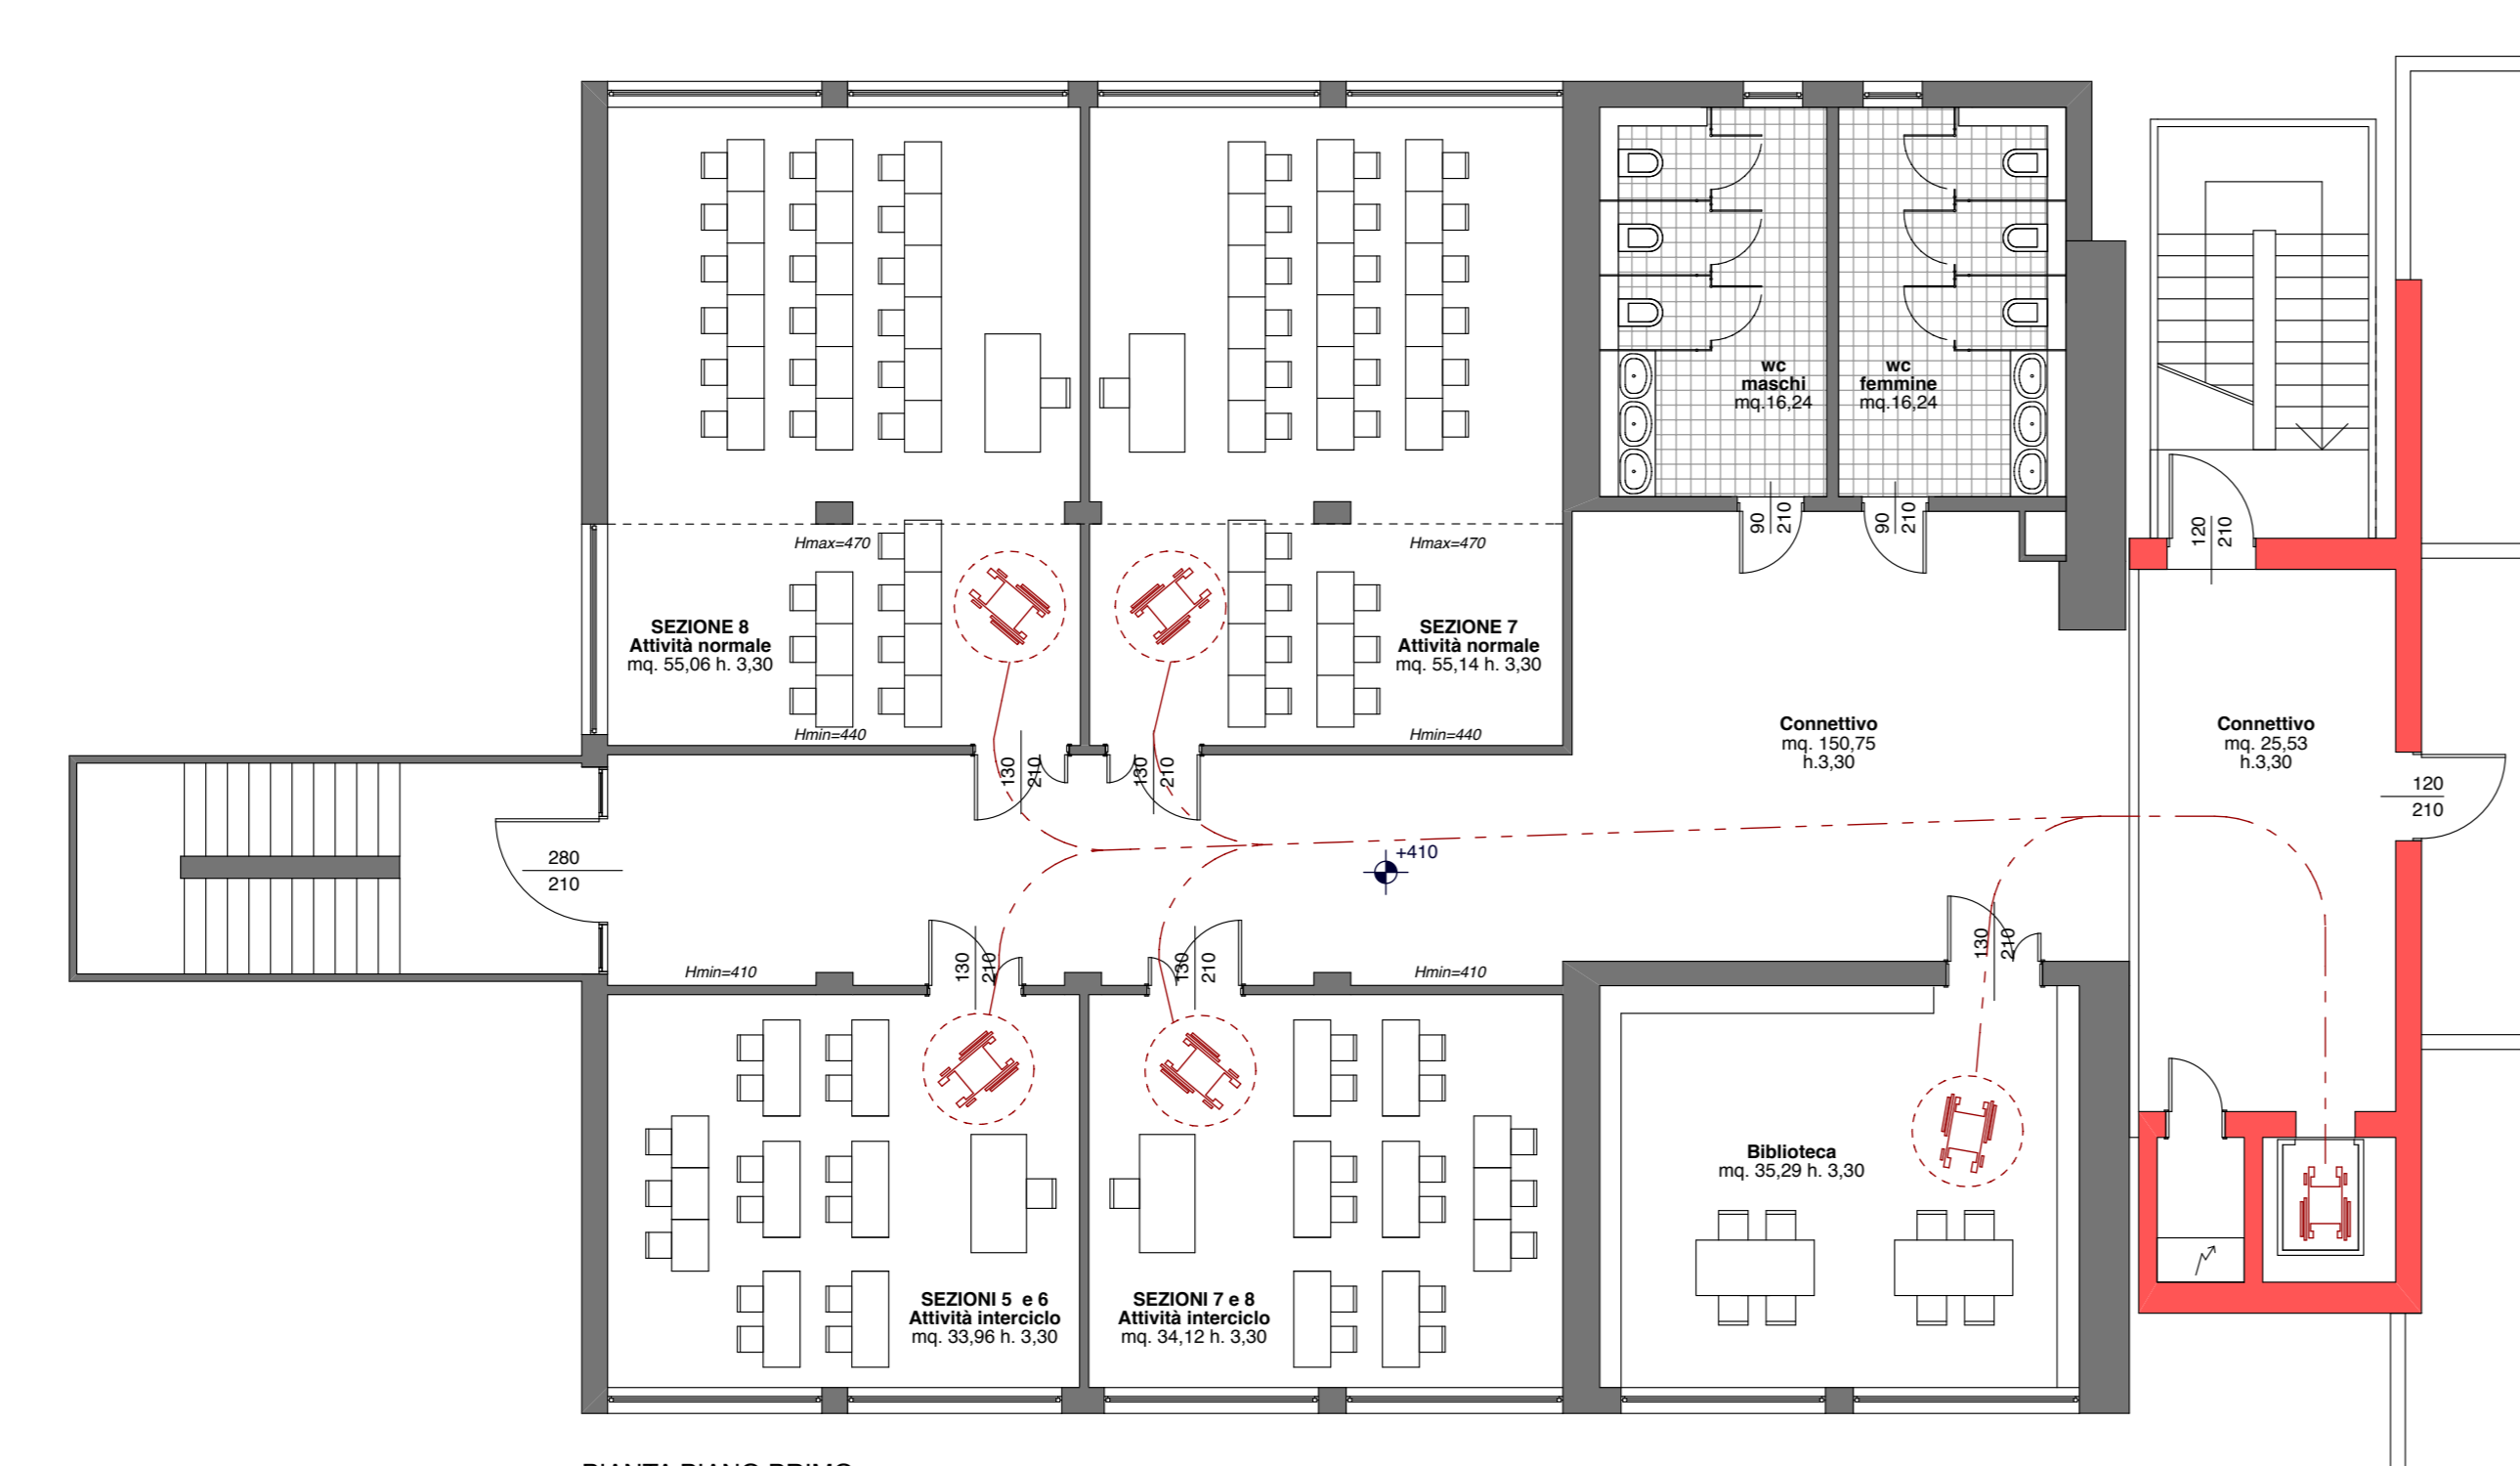 wc
maschi
mq.16,24
wc
femmine
mq.16,24
90
210
90
210
120
210
Hmax=470
Hmax=470
SEZIONE 8
Attività normale
mq. 55,06 h. 3,30
SEZIONE 7
Attività normale
mq. 55,14 h. 3,30
Hmin=440
Hmin=440
Connettivo
mq. 150,75
h.3,30
Connettivo
mq. 25,53
h.3,30
130
210
130
210
120
210
280
210
+410
130
210
130
210
130
210
Hmin=410
Hmin=410
Biblioteca
mq. 35,29 h. 3,30
SEZIONI 5 e 6
Attività interciclo
mq. 33,96 h. 3,30
SEZIONI 7 e 8
Attività interciclo
mq. 34,12 h. 3,30
PIANTA PIANO PRIMO